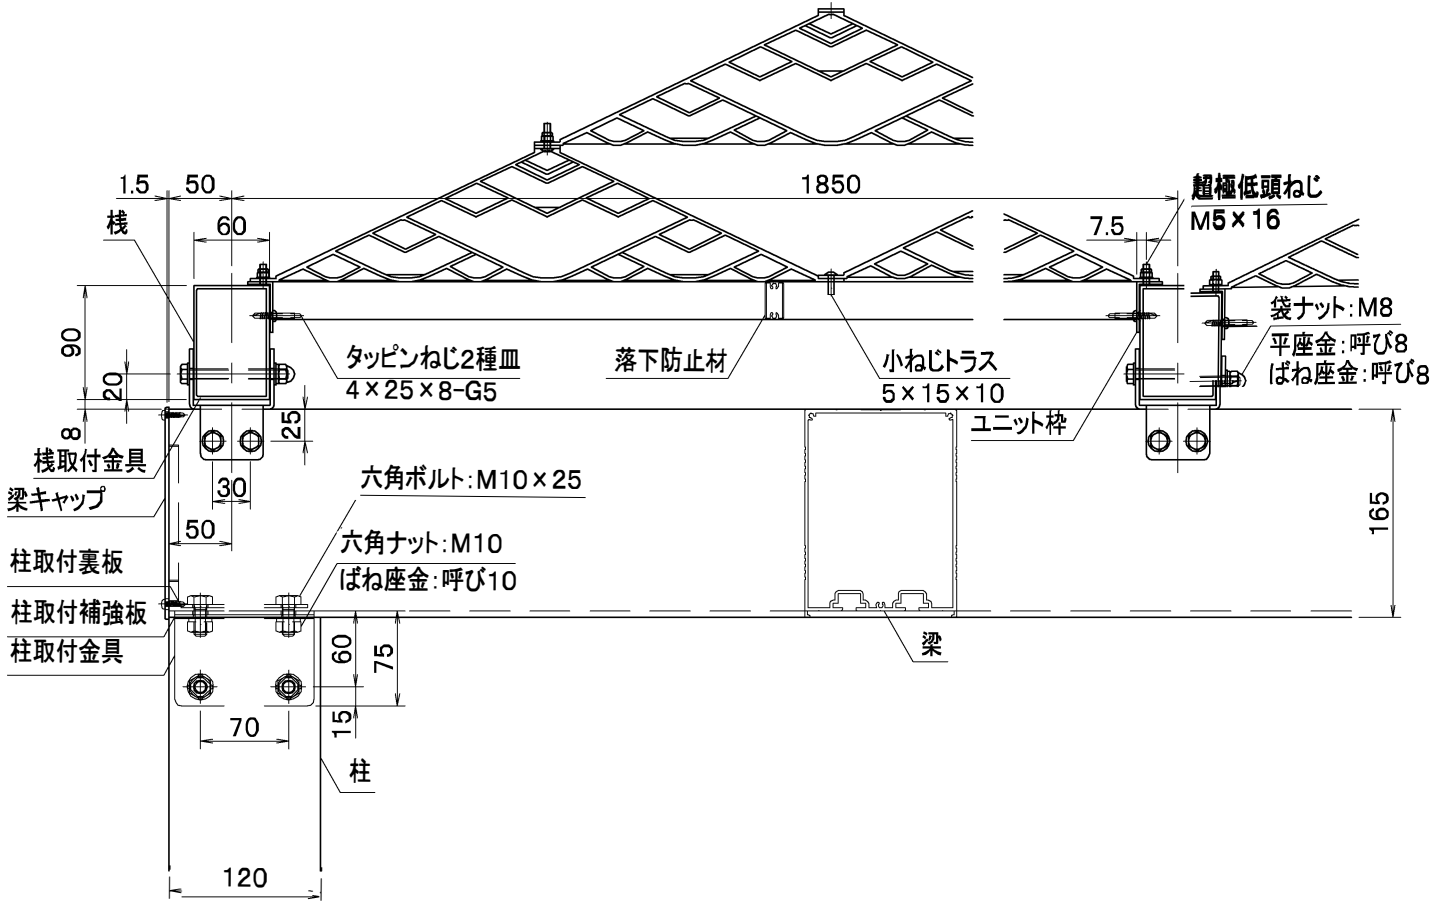 1.5
50
1850
超極低頭ねじ
M5×16
7.5
桟
60
90
20
8
25
タッピンねじ2種皿
4×25×8-G5
落下防止材
小ねじトラス
5×15×10
ユニット枠
袋ナット:M8
平座金:呼び8
ばね座金:呼び8
桟取付金具
梁キャップ
30
50
六角ボルト:M10×25
六角ナット:M10
ばね座金:呼び10
165
柱取付裏板
柱取付補強板
柱取付金具
60
75
15
70
梁
柱
120